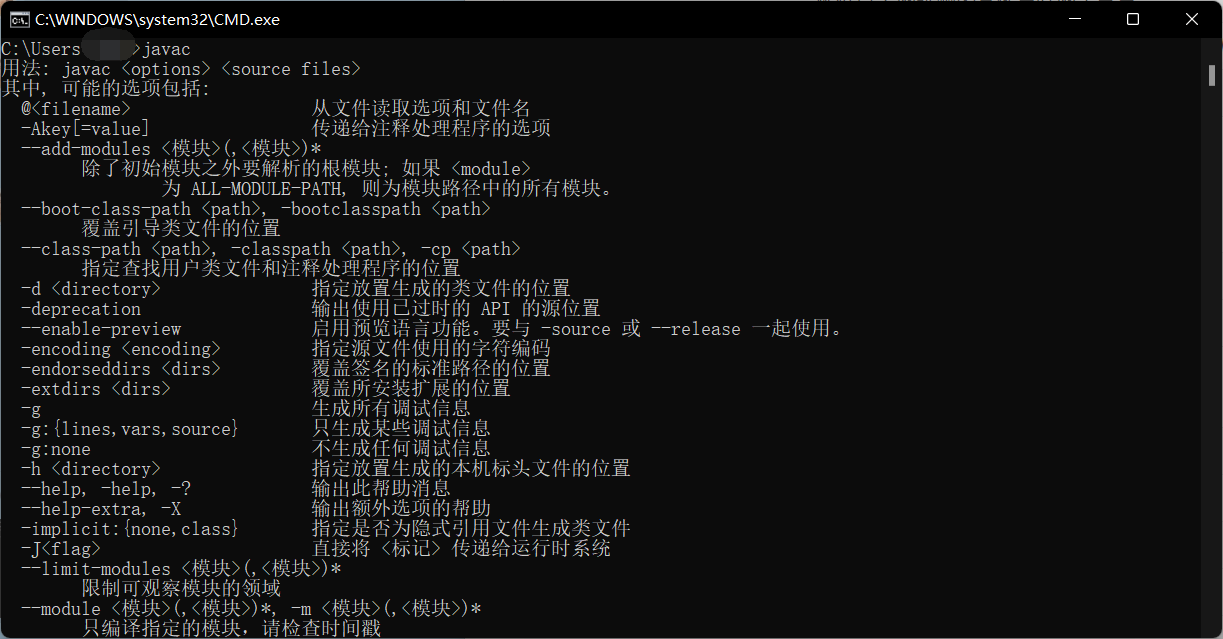 C:\WINDOWS\system32\CMD.exe
C:\Users >javac
用法: javac <options> <source files>
其中, 可能的选项包括:
@<filename> 从文件读取选项和文件名
-Akey[=value] 传递给注释处理程序的选项
--add-modules <模块>(,<模块>)*
除了初始模块之外要解析的根模块; 如果 <module>
为 ALL-MODULE-PATH, 则为模块路径中的所有模块。
--boot-class-path <path>, -bootclasspath <path>
覆盖引导类文件的位置
--class-path <path>, -classpath <path>, -cp <path>
指定查找用户类文件和注释处理程序的位置
-d <directory> 指定放置生成的类文件的位置
-deprecation 输出使用已过时的 API 的源位置
--enable-preview 启用预览语言功能。要与 -source 或 --release 一起使用。
-encoding <encoding> 指定源文件使用的字符编码
-endorseddirs <dirs> 覆盖签名的标准路径的位置
-extdirs <dirs> 覆盖所安装扩展的位置
-g 生成所有调试信息
-g:{lines,vars,source} 只生成某些调试信息
-g:none 不生成任何调试信息
-h <directory> 指定放置生成的本机标头文件的位置
--help, -help, -? 输出此帮助消息
--help-extra, -X 输出额外选项的帮助
-implicit:{none,class} 指定是否为隐式引用文件生成类文件
-J<flag> 直接将 <标记> 传递给运行时系统
--limit-modules <模块>(,<模块>)*
限制可观察模块的领域
--module <模块>(,<模块>)*, -m <模块>(,<模块>)*
只编译指定的模块，请检查时间戳